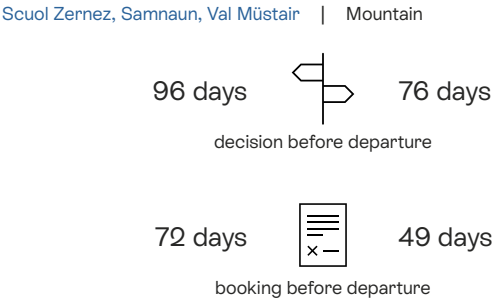 Scuol Zernez, Samnaun, Val Müstair | Mountain
96 days 76 days
decision before departure
72 days 49 days
booking before departure